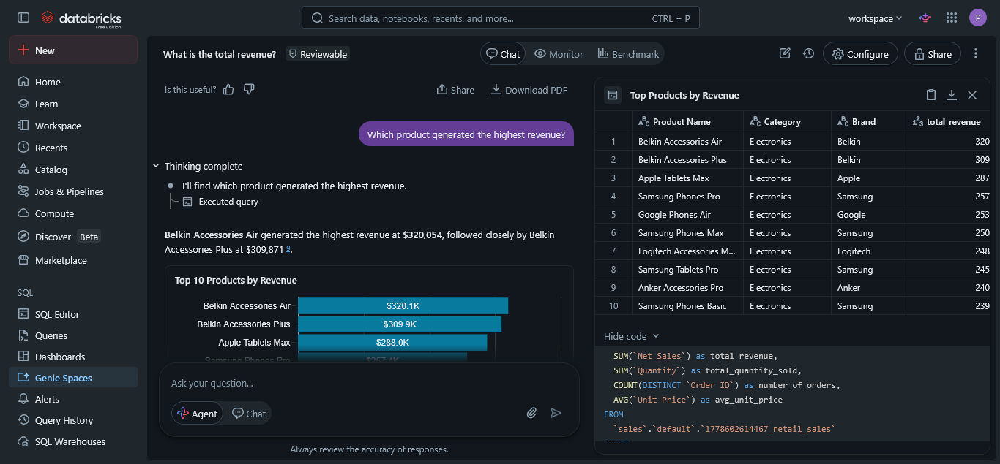 databricks
Free Edition
Search data, notebooks, recents, and more...
CTRL + P
workspace
P
New
Home
Learn
Workspace
Recents
Catalog
Jobs & Pipelines
Compute
Discover Beta
Marketplace
SQL
SQL Editor
Queries
Dashboards
Genie Spaces
Alerts
Query History
SQL Warehouses
What is the total revenue? Reviewable
Chat Monitor Benchmark
Configure Share
Is this useful? Share Download PDF
Which product generated the highest revenue?
Thinking complete
I'll find which product generated the highest revenue.
Executed query
Belkin Accessories Air generated the highest revenue at $320,054, followed closely by Belkin
Accessories Plus at $309,871 9.
Top 10 Products by Revenue
Belkin Accessories Air $320.1K
Belkin Accessories Plus $309.9K
Apple Tablets Max $288.0K
Samsung Phones Pro $257.4K
Ask your question...
Agent Chat
Always review the accuracy of responses.
Top Products by Revenue
Product Name Category Brand total_revenue
1 Belkin Accessories Air Electronics Belkin 320
2 Belkin Accessories Plus Electronics Belkin 309
3 Apple Tablets Max Electronics Apple 287
4 Samsung Phones Pro Electronics Samsung 257
5 Google Phones Air Electronics Google 253
6 Samsung Phones Max Electronics Samsung 250
7 Logitech Accessories M... Electronics Logitech 248
8 Samsung Tablets Pro Electronics Samsung 245
9 Anker Accessories Pro Electronics Anker 240
10 Samsung Phones Basic Electronics Samsung 239
Hide code
SUM(`Net Sales`) as total_revenue,
SUM(`Quantity`) as total_quantity_sold,
COUNT(DISTINCT `Order ID`) as number_of_orders,
AVG(`Unit Price`) as avg_unit_price
FROM
`sales`.`default`.`1778602614467_retail_sales`
WHERE